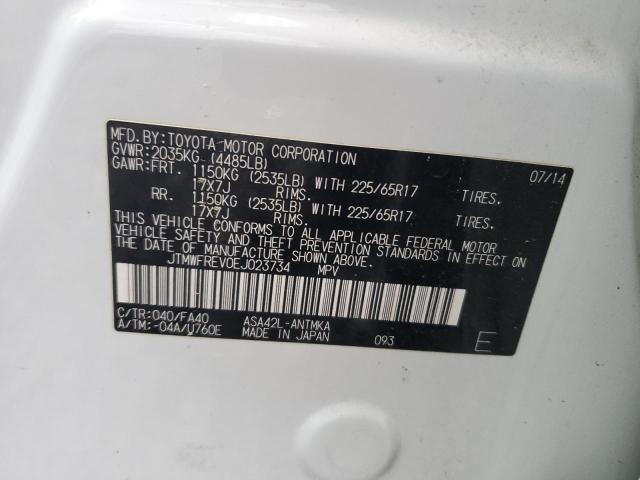 MFD.BY:TOYOTA MOTOR CORPORATION 07/14
GVWR:2035KG (4485LB)
GAWR:FRT. 1150KG (2535LB) WITH 225/65R17 TIRES.
17X7J RIMS.
RR. 1150KG (2535LB) WITH 225/65R17 TIRES.
17X7J RIMS.
THIS VEHICLE CONFORMS TO ALL APPLICABLE FEDERAL MOTOR
VEHICLE SAFETY AND THEFT PREVENTION STANDARDS IN EFFECT ON
THE DATE OF MANUFACTURE SHOWN ABOVE.
JTMWFREV0EJ023734 MPV
C/TR:040/FA40 ASA42L-ANTMKA
A/TM:-04A/U760E MADE IN JAPAN 093 E